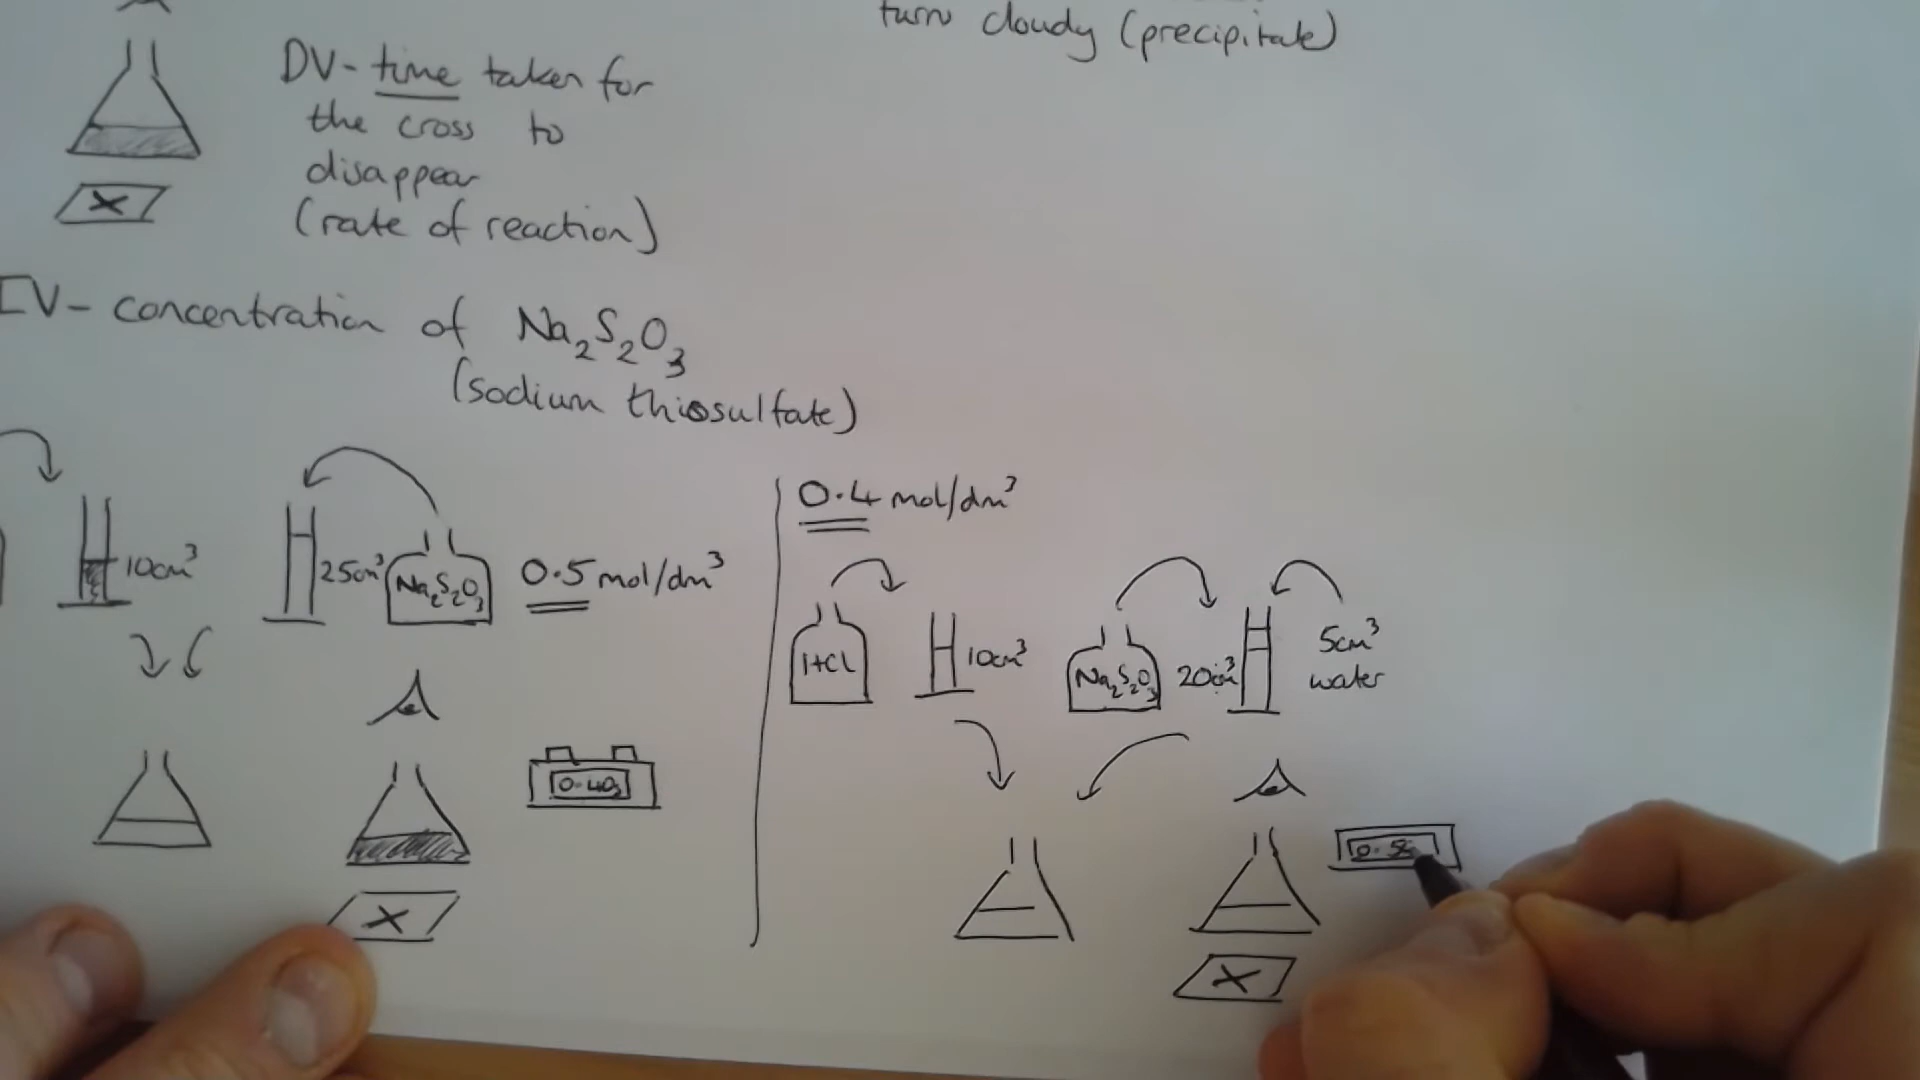 turn cloudy (precipitate)
DV- time taken for
the cross to
disappear
(rate of reaction)
X
IV- concentration of Na₂S₂O₃
(sodium thiosulfate)
10cm³
25cm³
Na₂S₂O₃
0.5 mol/dm³
X
0.4 mol/dm³
HCl
10cm³
Na₂S₂O₃
20cm³
5cm³
water
X